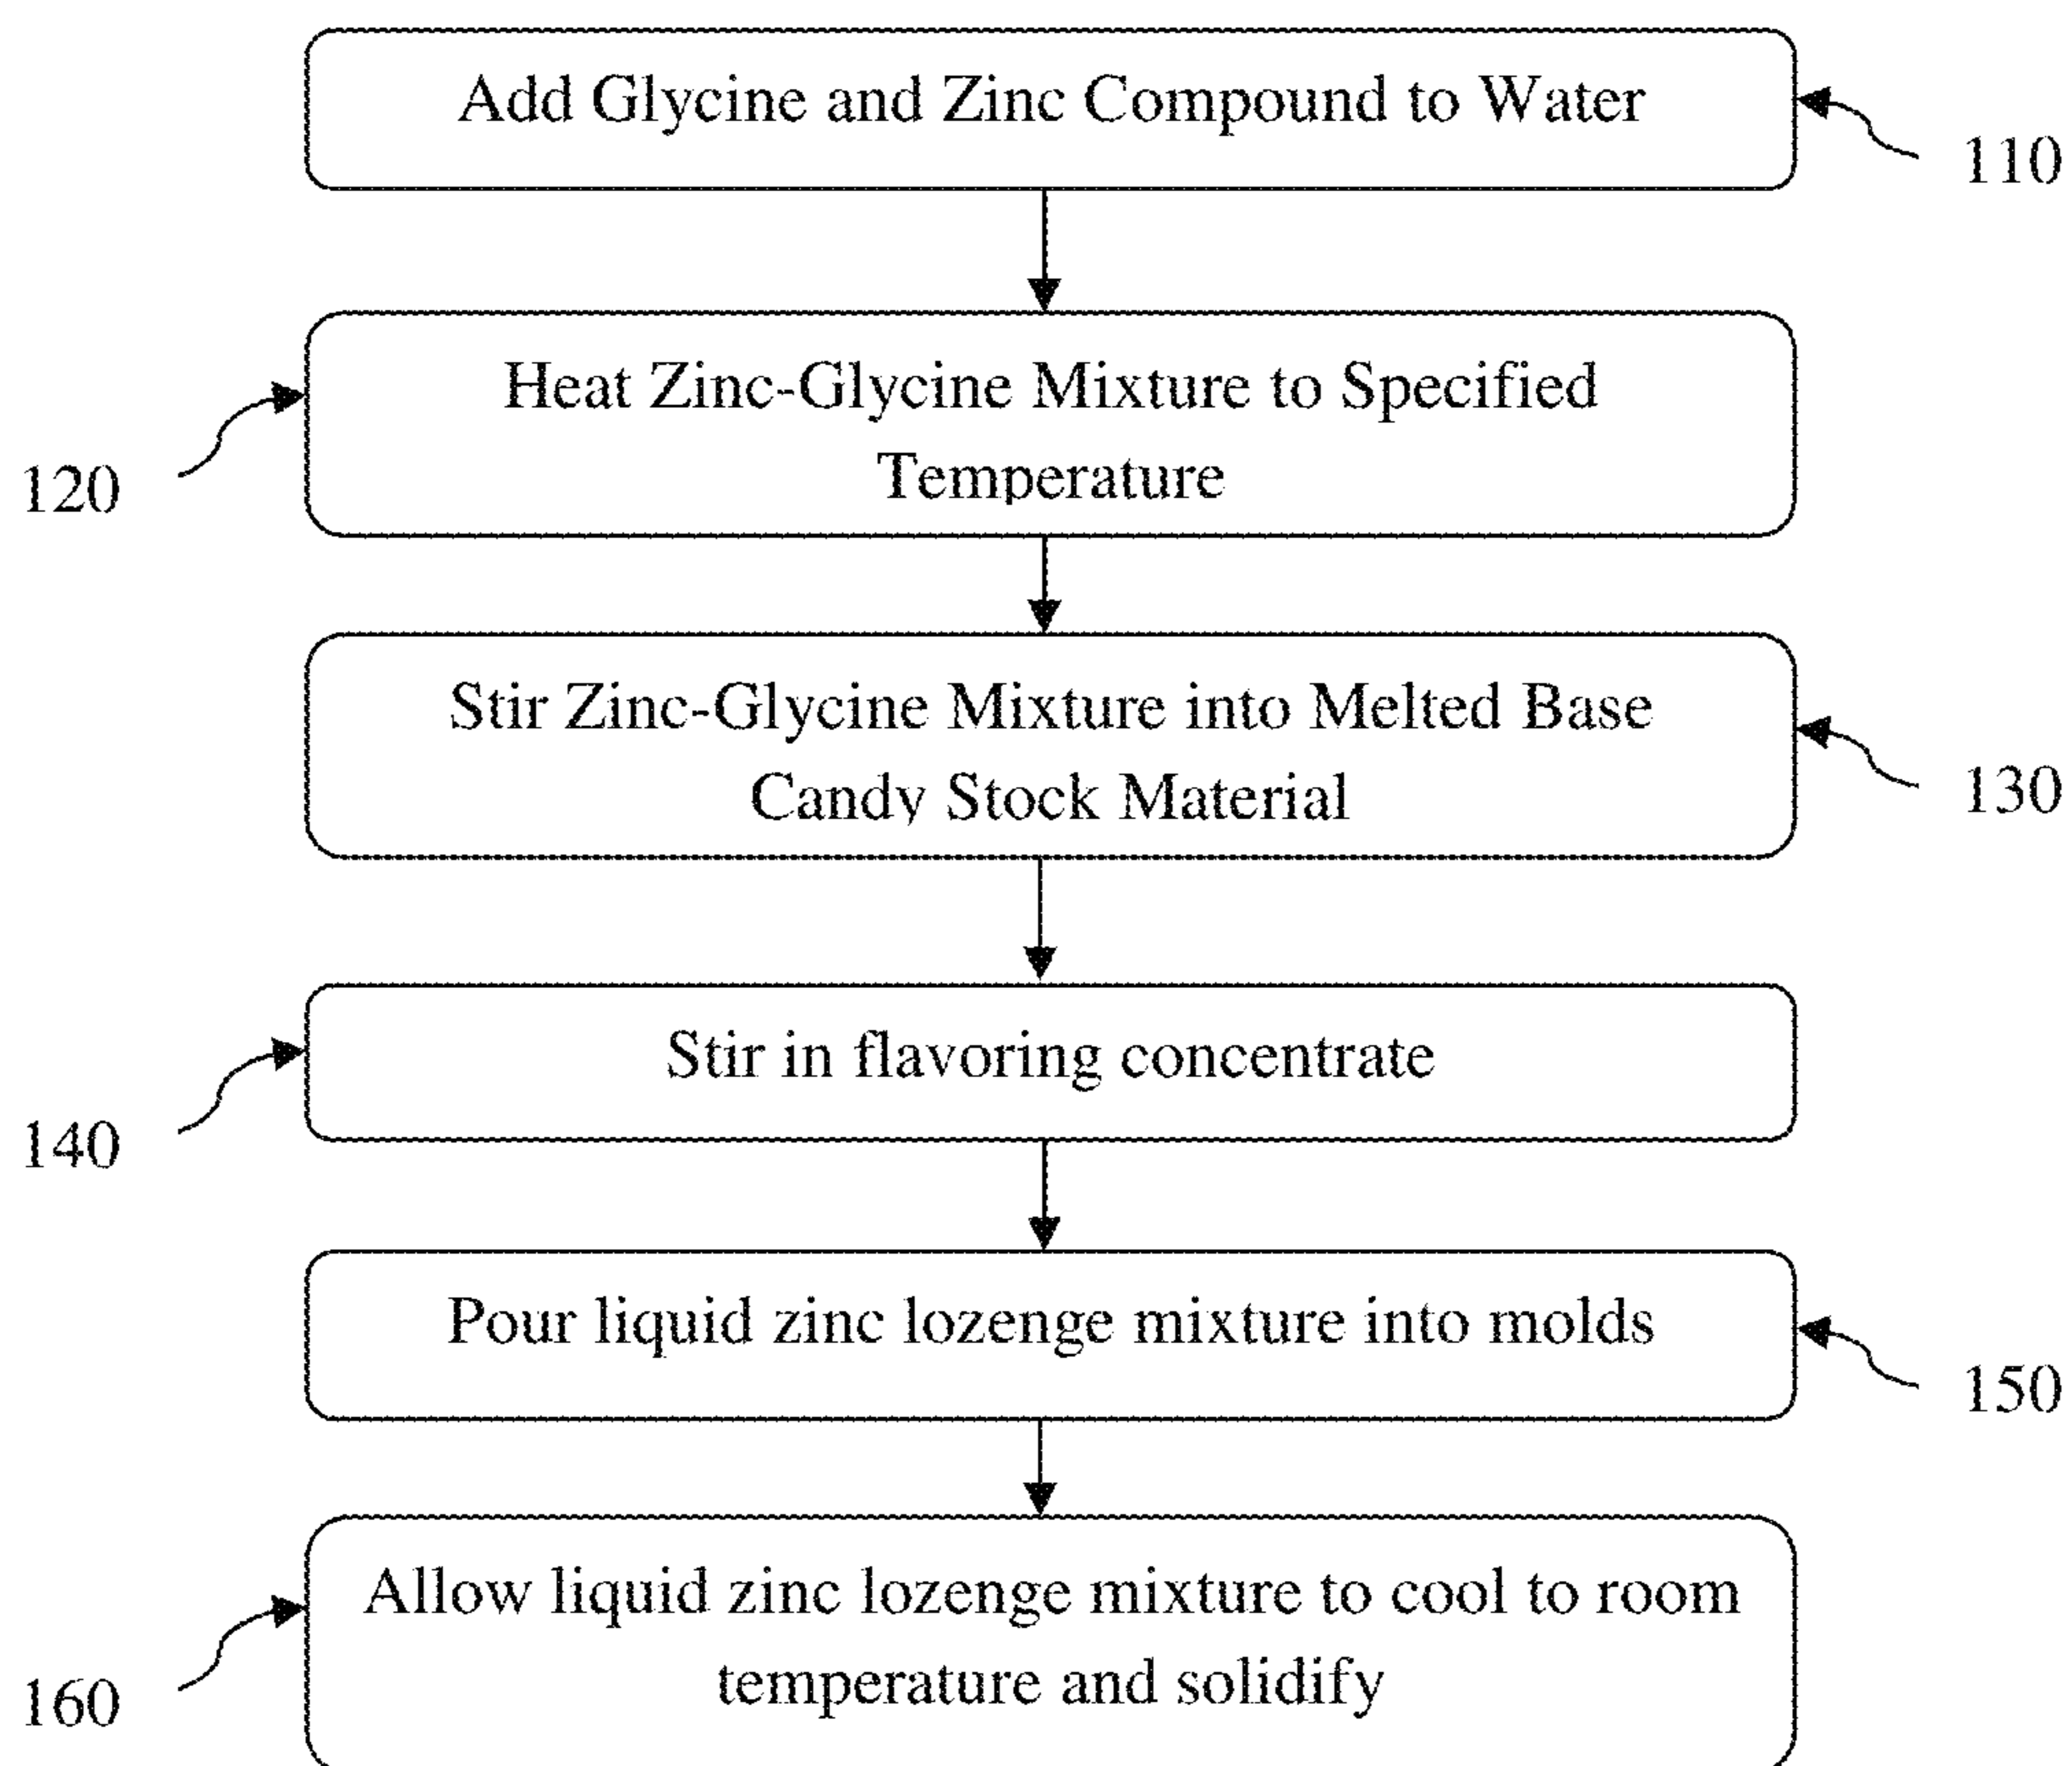 Add Glycine and Zinc Compound to Water
110
Heat Zinc-Glycine Mixture to Specified
Temperature
120
Stir Zinc-Glycine Mixture into Melted Base
Candy Stock Material
130
Stir in flavoring concentrate
140
Pour liquid zinc lozenge mixture into molds
150
Allow liquid zinc lozenge mixture to cool to room
temperature and solidify
160